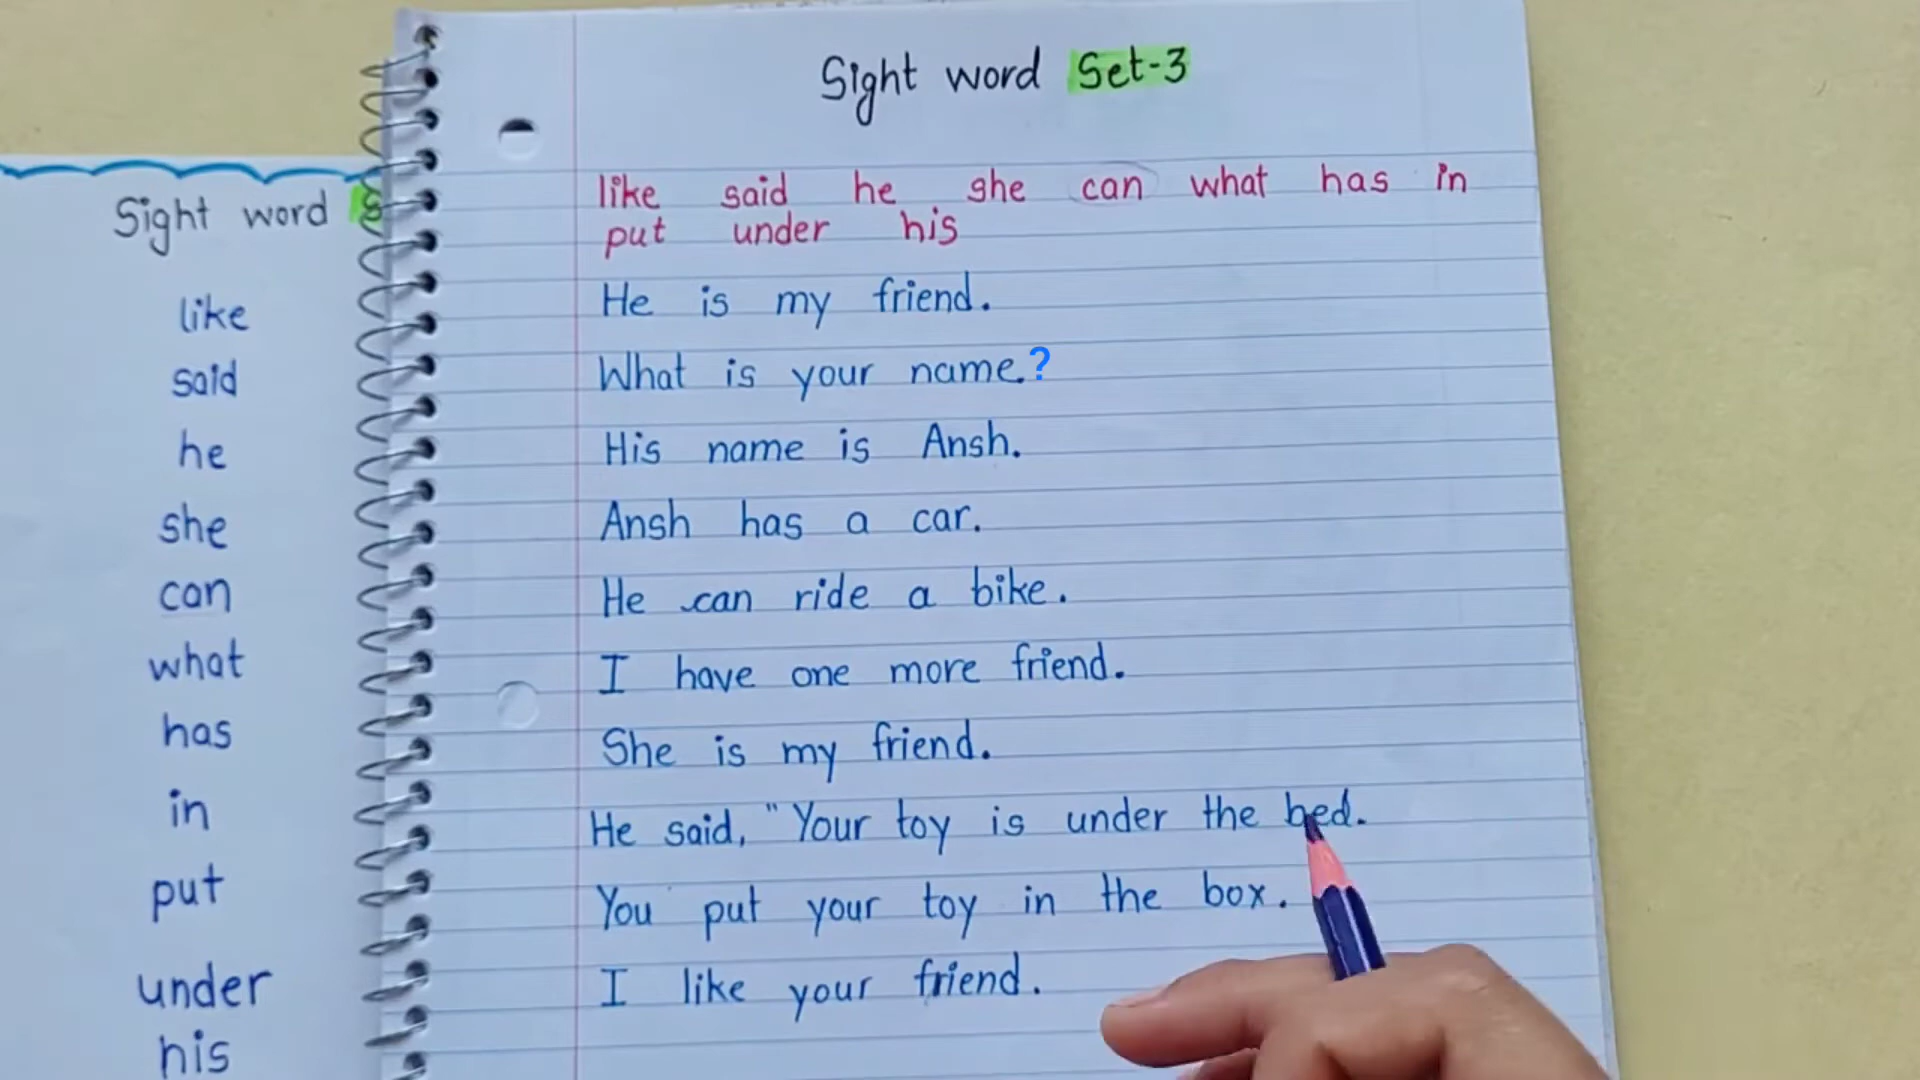 Sight word
like
said
he
she
can
what
has
in
put
under
his
Sight word Set-3
like said he she can what has in
put under his
He is my friend.
What is your name.?
His name is Ansh.
Ansh has a car.
He can ride a bike.
I have one more friend.
She is my friend.
He said, "Your toy is under the bed.
You put your toy in the box.
I like your friend.